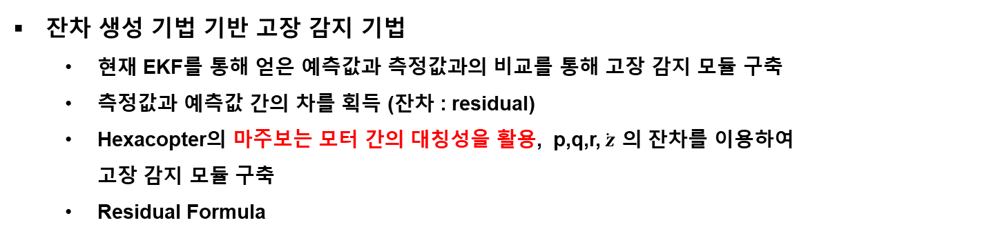 ▪ 잔차 생성 기법 기반 고장 감지 기법
• 현재 EKF를 통해 얻은 예측값과 측정값과의 비교를 통해 고장 감지 모듈 구축
• 측정값과 예측값 간의 차를 획득 (잔차 : residual)
• Hexacopter의 마주보는 모터 간의 대칭성을 활용, p,q,r, ż 의 잔차를 이용하여
고장 감지 모듈 구축
• Residual Formula